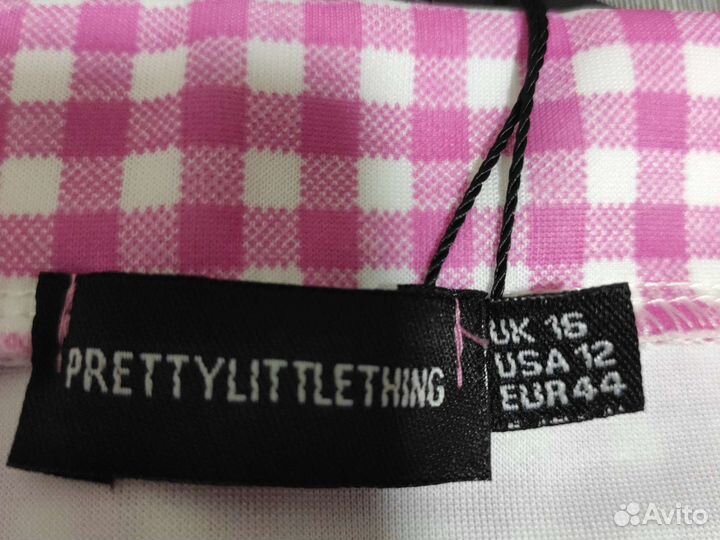 PRETTYLITTLETHING
UK 16
USA 12
EUR 44
Avito